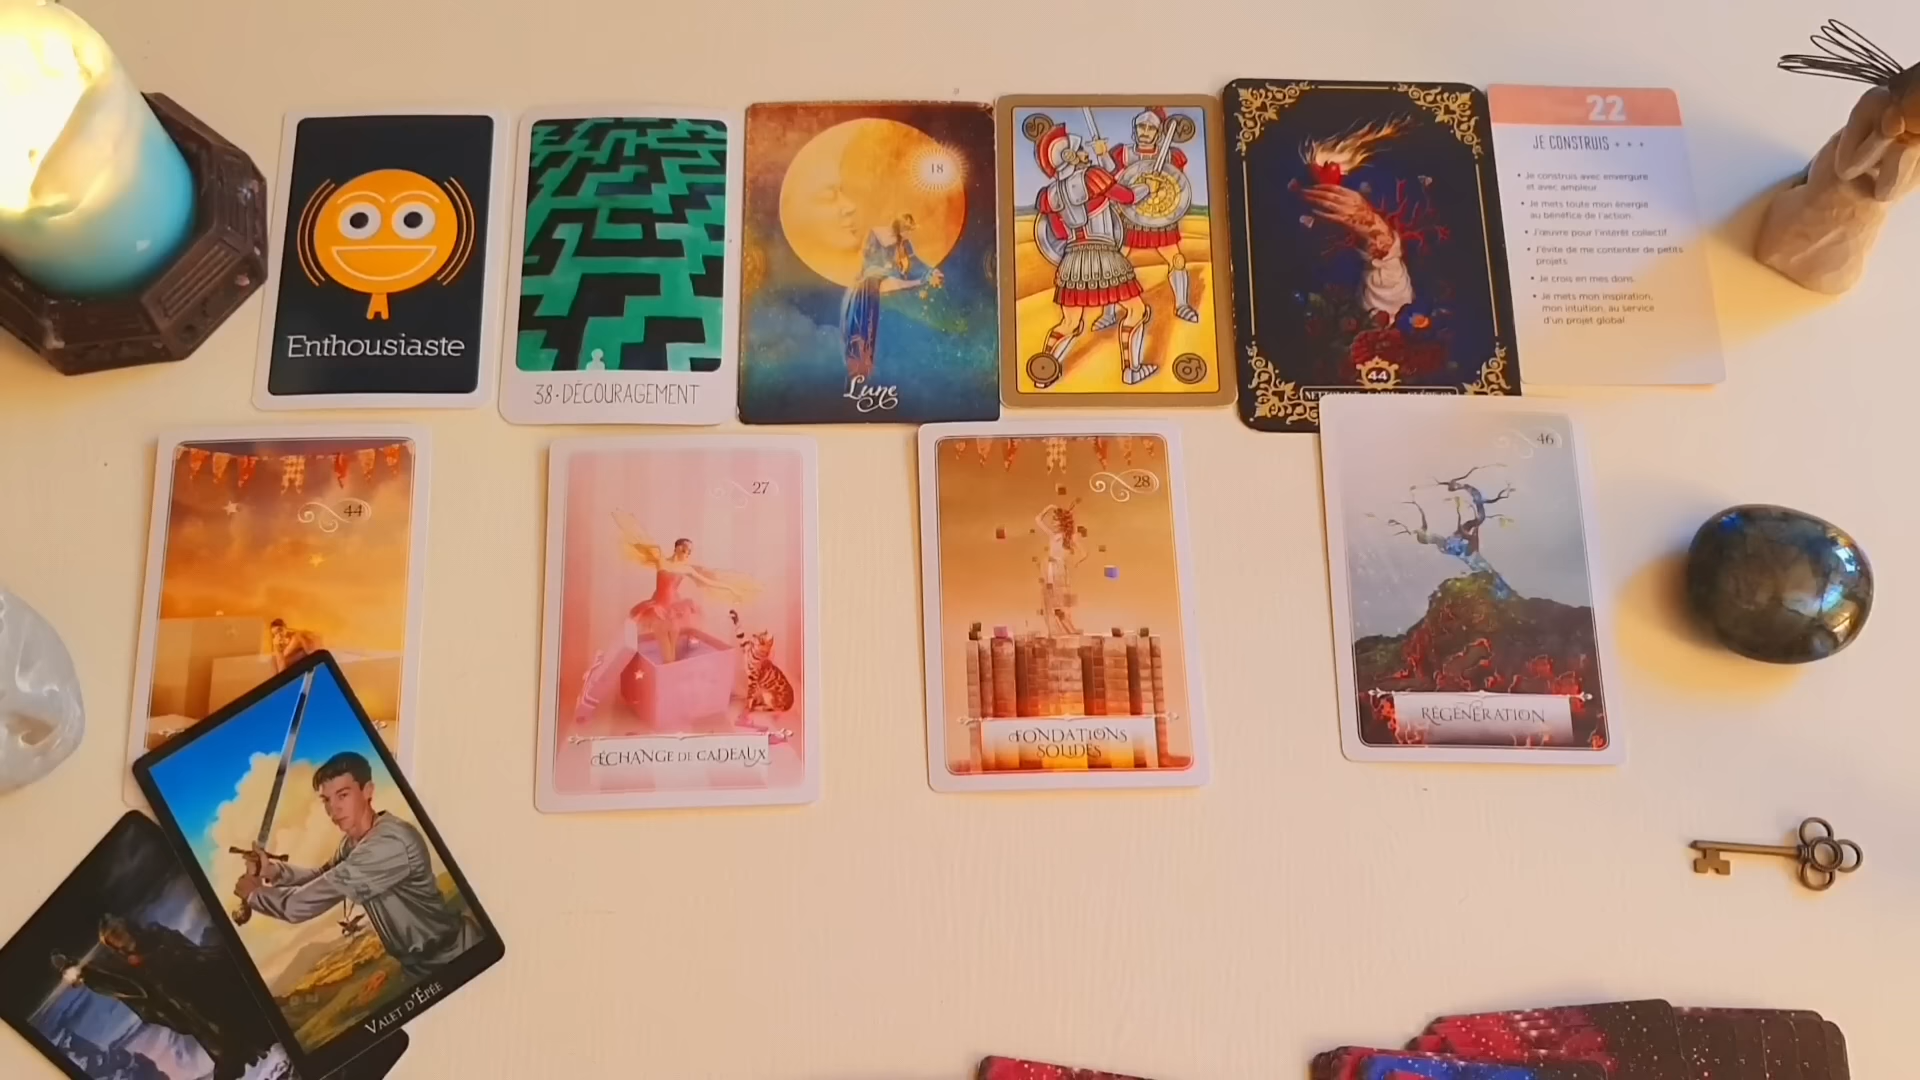 Enthousiaste
38•DÉCOURAGEMENT
18
Lune
44
22
JE CONSTRUIS • • •
• Je construis avec envergure
et avec ampleur
• Je mets toute mon énergie
au bénéfice de l'action.
• J'œuvre pour l'intérêt collectif
• J'évite de me contenter de petits
projets
• Je crois en mes dons.
• Je mets mon inspiration,
mon intuition, au service
d'un projet global
44
27
ÉCHANGE DE CADEAUX
28
FONDATIONS
SOLIDES
46
RÉGÉNÉRATION
VALET D'ÉPÉE